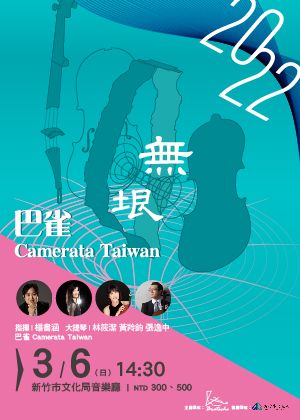 2022
無
垠
巴雀
Camerata Taiwan
指揮 | 楊書涵 大提琴 | 林筱潔 黃羚鈞 張逸中
巴雀 Camerata Taiwan
3/6(日) 14:30
新竹市文化局音樂廳 | NTD 300、500